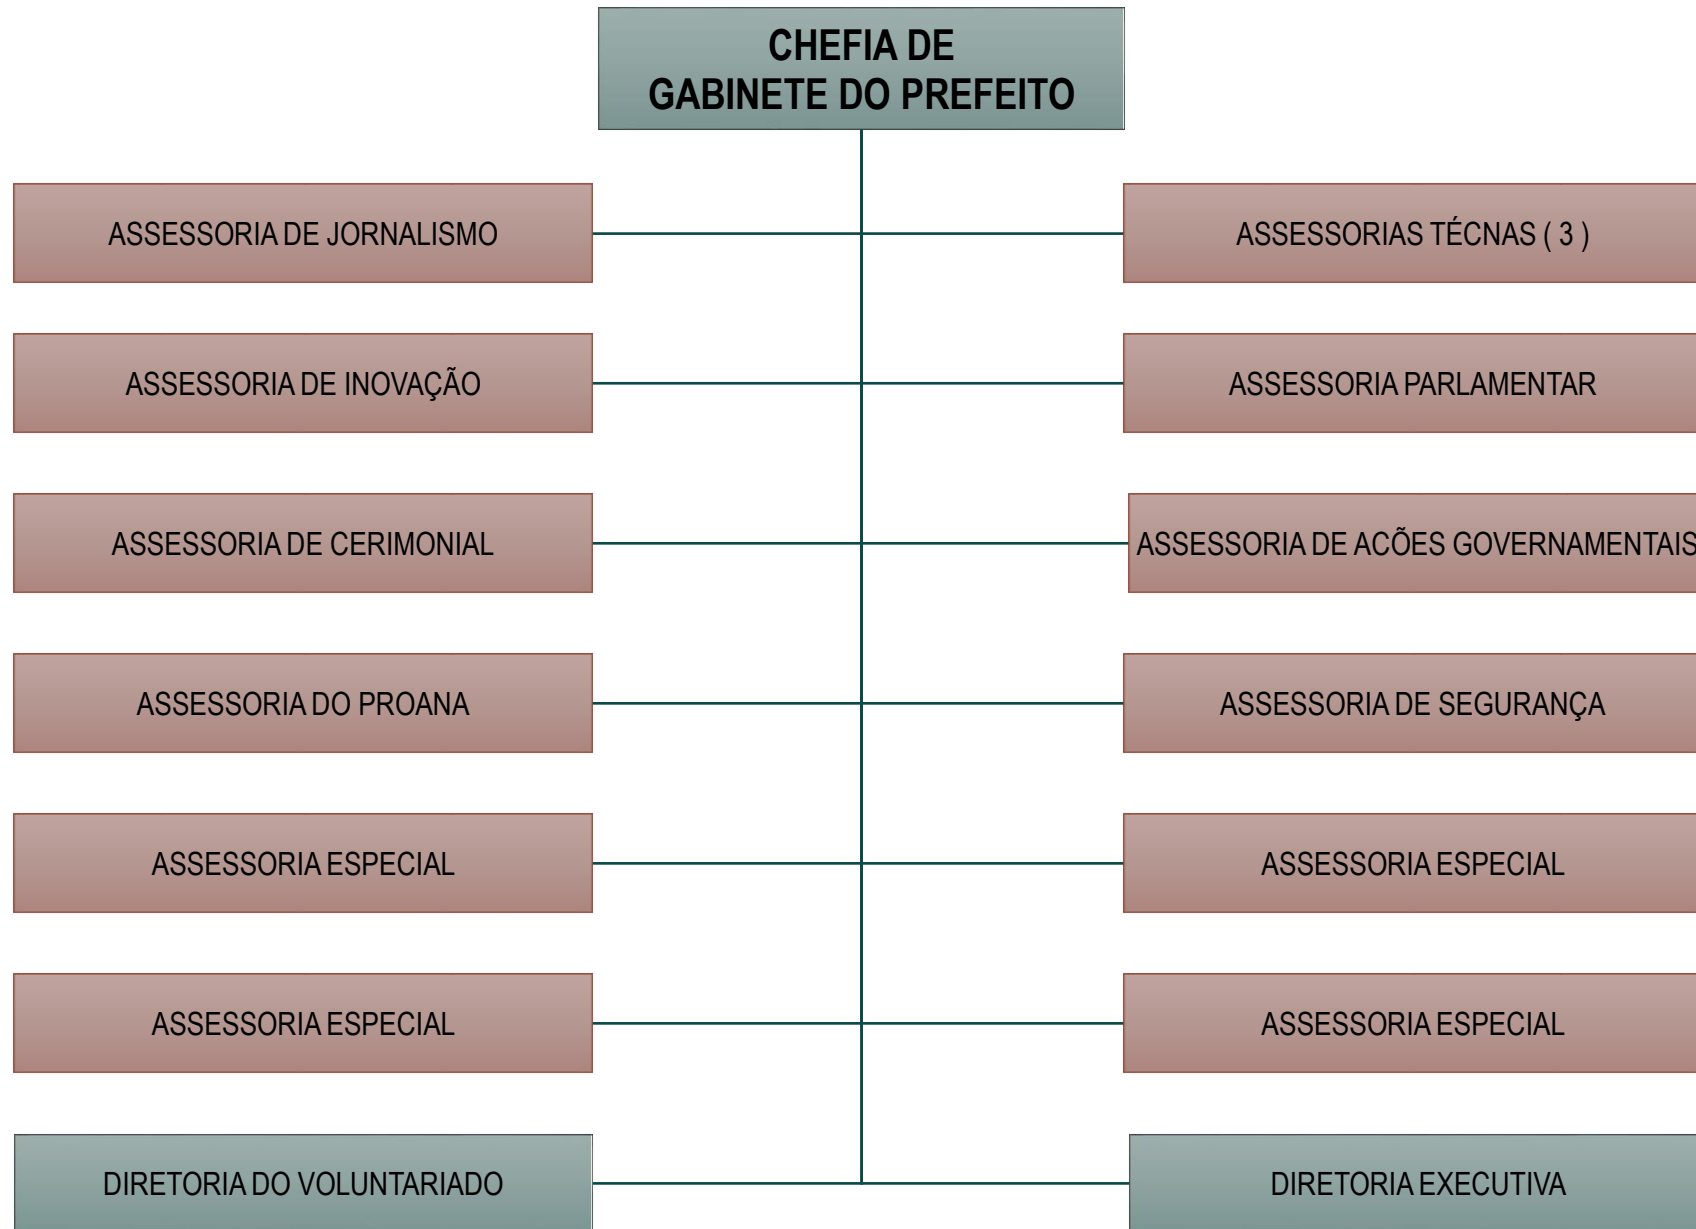 CHEFIA DE
GABINETE DO PREFEITO
ASSESSORIA DE JORNALISMO
ASSESSORIAS TÉCNAS ( 3 )
ASSESSORIA DE INOVAÇÃO
ASSESSORIA PARLAMENTAR
ASSESSORIA DE CERIMONIAL
ASSESSORIA DE ACÕES GOVERNAMENTAIS
ASSESSORIA DO PROANA
ASSESSORIA DE SEGURANÇA
ASSESSORIA ESPECIAL
ASSESSORIA ESPECIAL
ASSESSORIA ESPECIAL
ASSESSORIA ESPECIAL
DIRETORIA DO VOLUNTARIADO
DIRETORIA EXECUTIVA